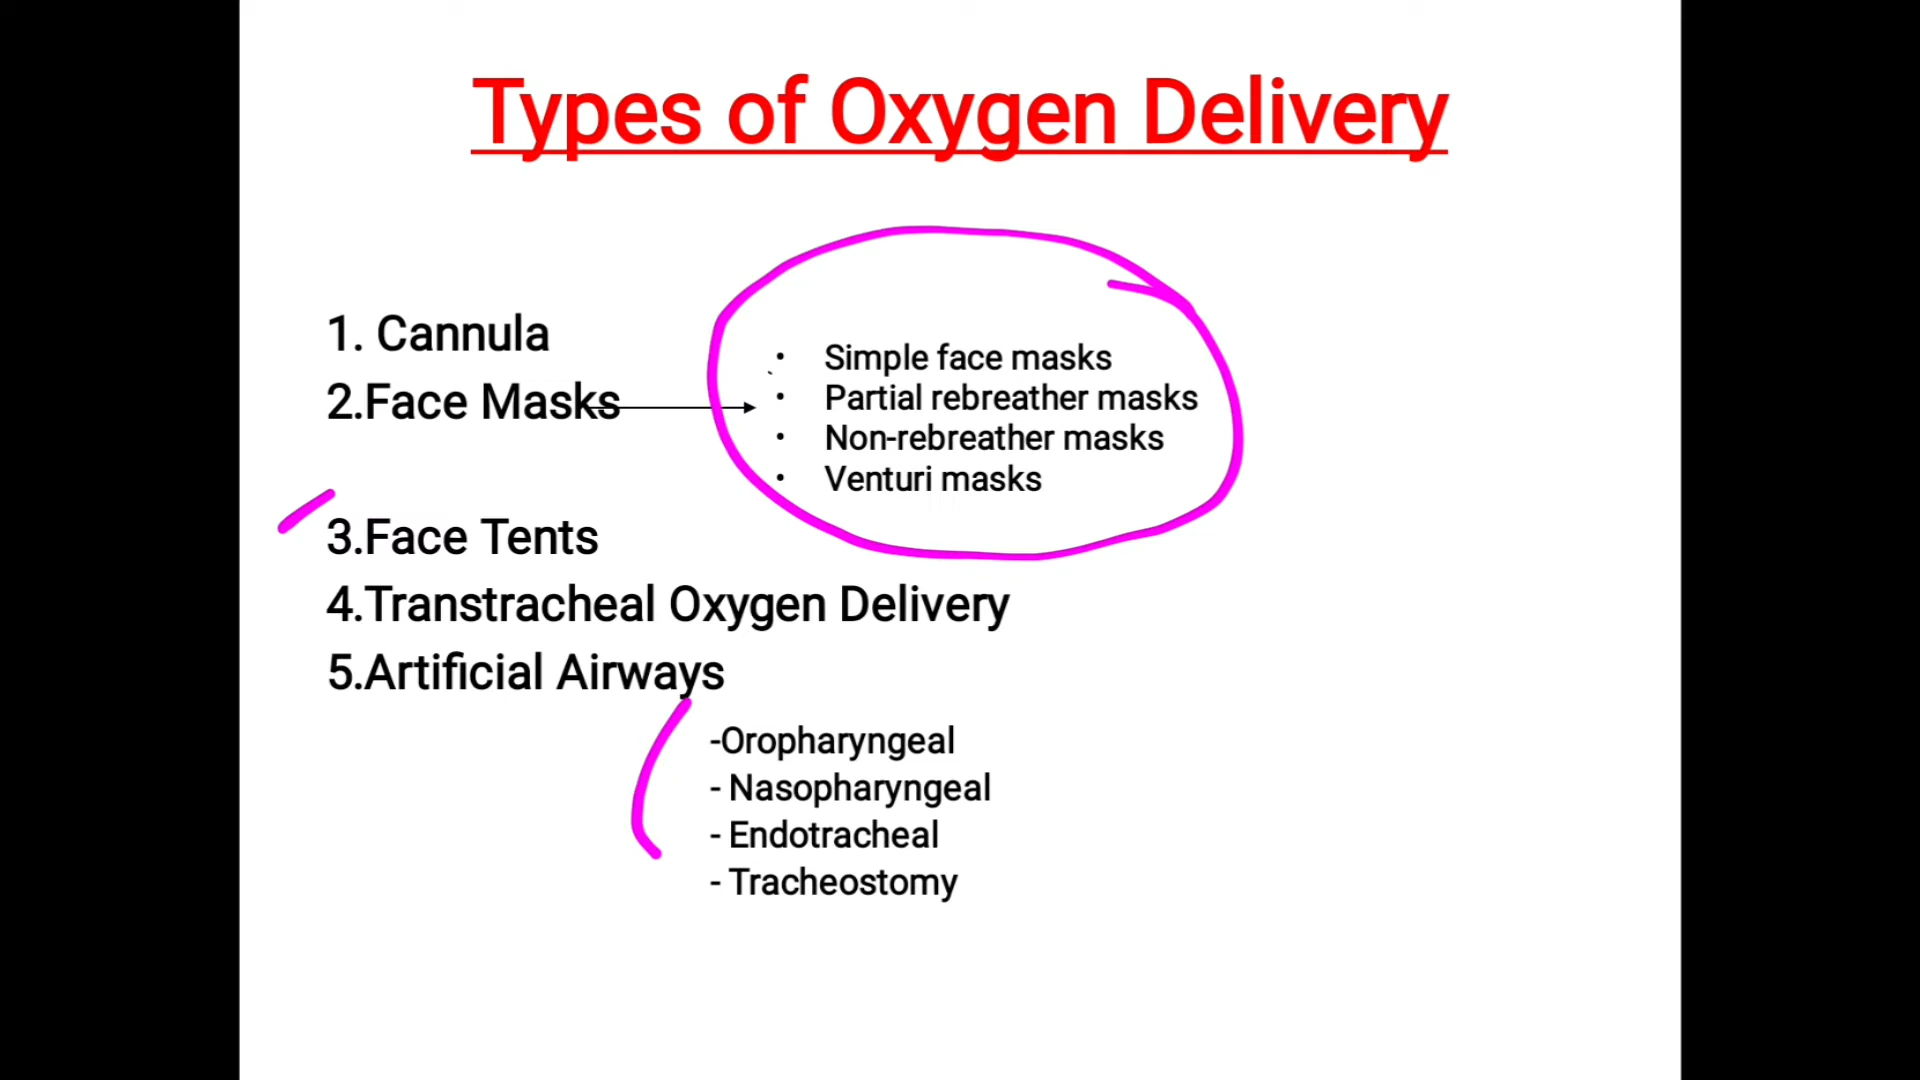 Types of Oxygen Delivery
1. Cannula
2.Face Masks
• Simple face masks
• Partial rebreather masks
• Non-rebreather masks
• Venturi masks
3.Face Tents
4.Transtracheal Oxygen Delivery
5.Artificial Airways
-Oropharyngeal
- Nasopharyngeal
- Endotracheal
- Tracheostomy